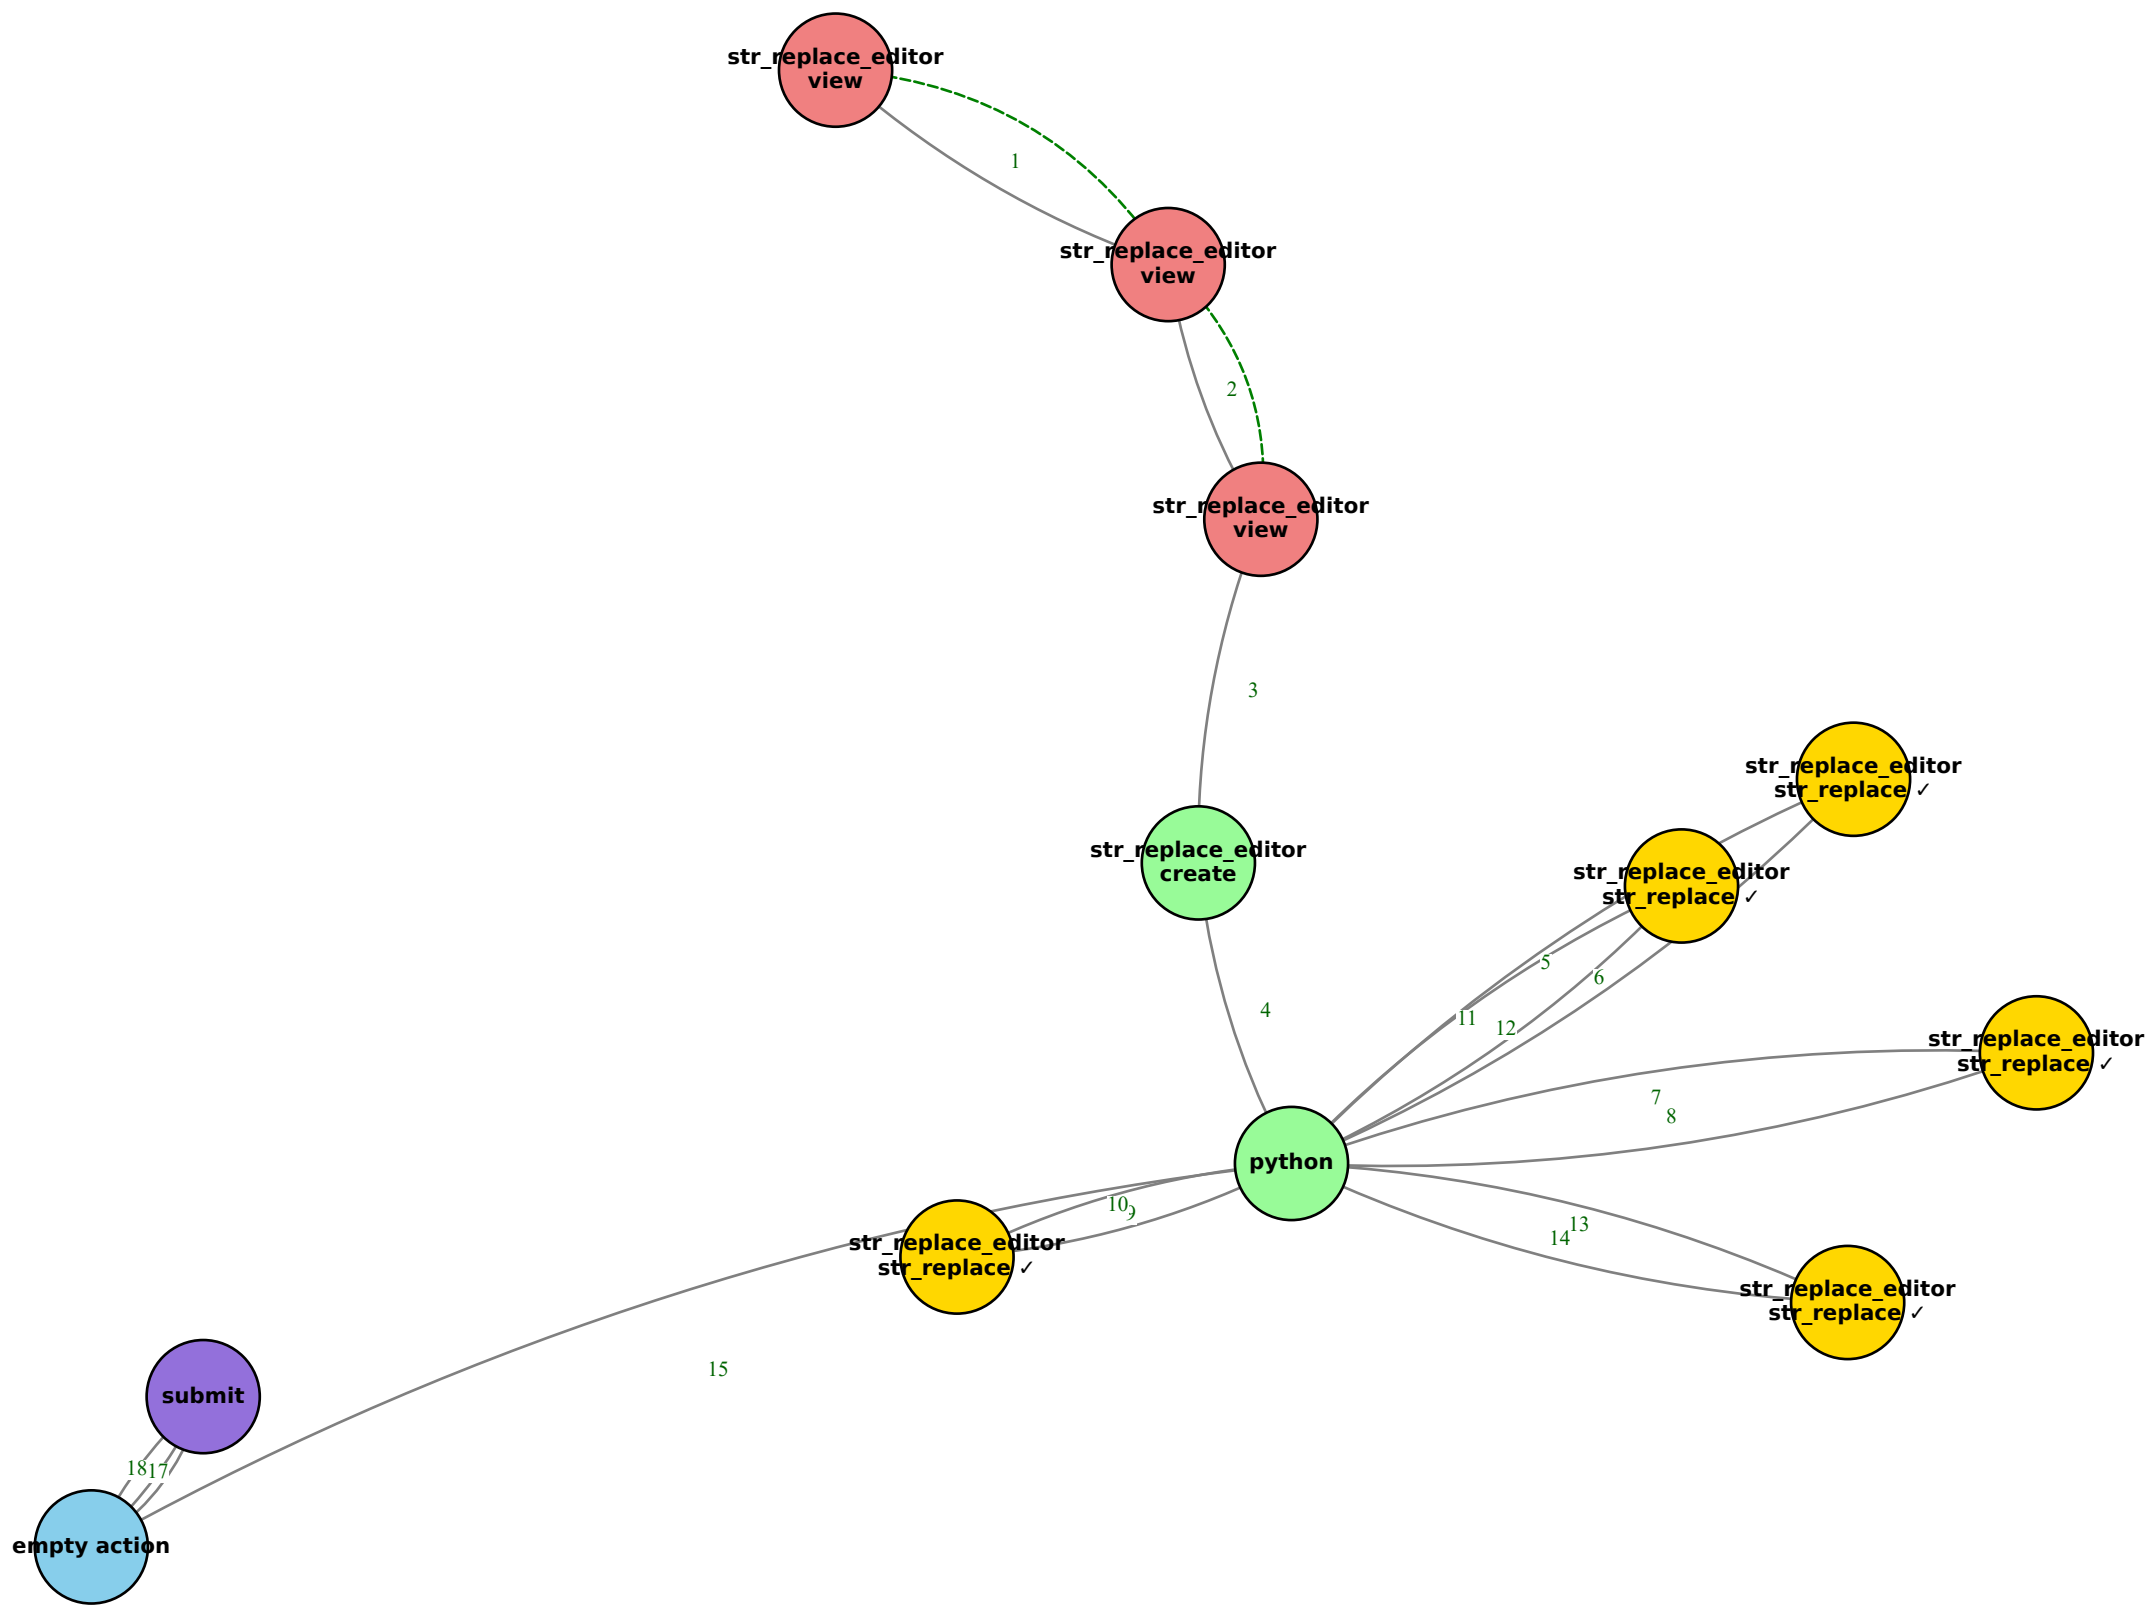 str_replace_editor
view
1
str_replace_editor
view
2
str_replace_editor
view
3
str_replace_editor
create
4
str_replace_editor
str_replace ✓
str_replace_editor
str_replace ✓
5
6
11
12
str_replace_editor
str_replace ✓
7
8
python
10
9
13
14
str_replace_editor
str_replace ✓
str_replace_editor
str_replace ✓
15
submit
18
17
empty action